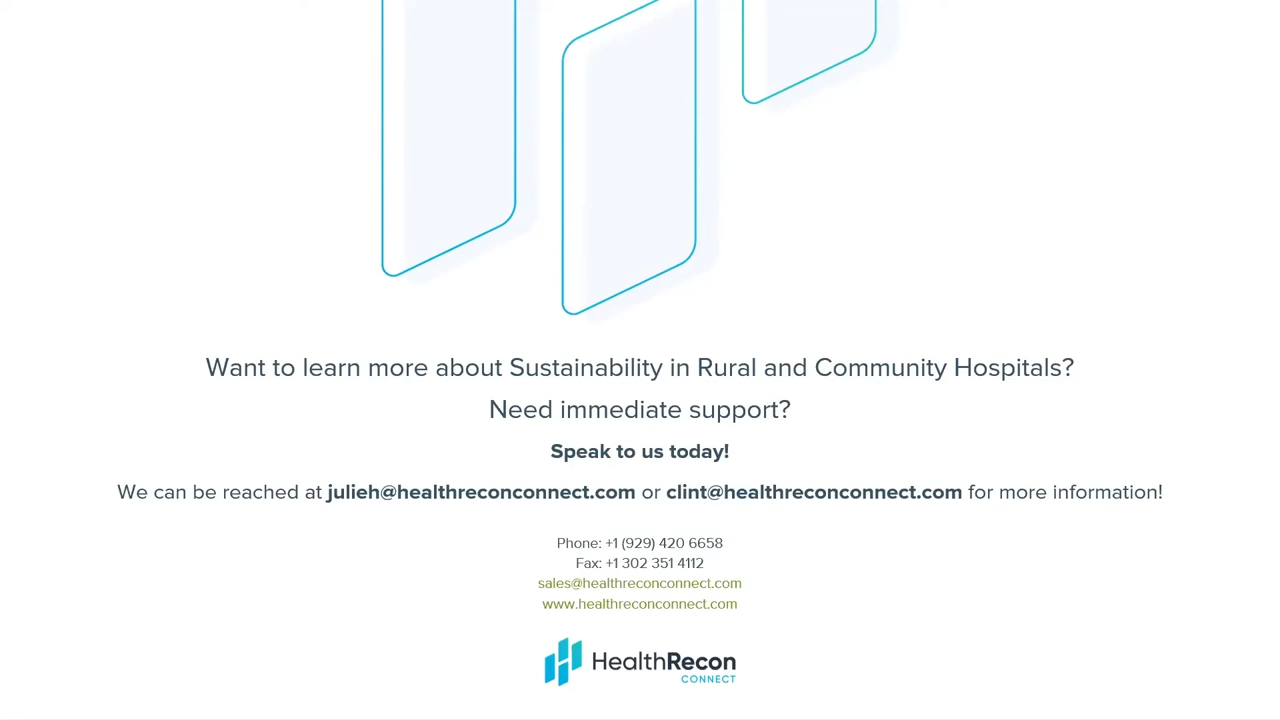 Want to learn more about Sustainability in Rural and Community Hospitals?
Need immediate support?
Speak to us today!
We can be reached at julieh@healthreconconnect.com or clint@healthreconconnect.com for more information!
Phone: +1 (929) 420 6658
Fax: +1 302 351 4112
sales@healthreconconnect.com
www.healthreconconnect.com
HealthRecon
CONNECT